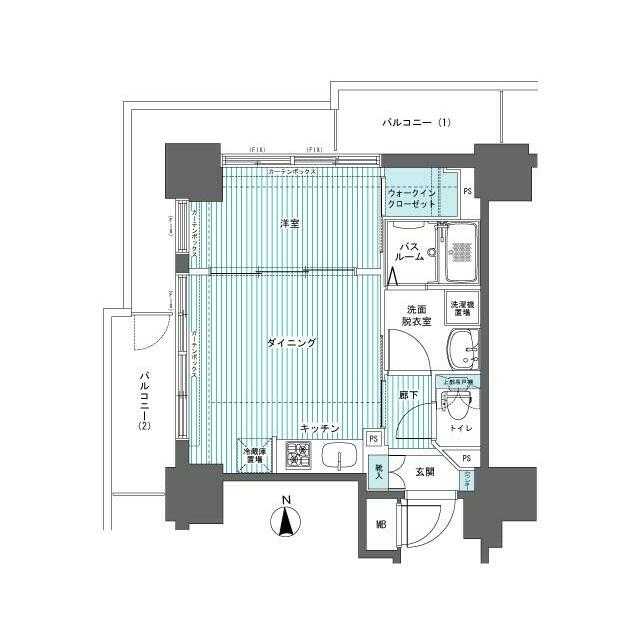 バルコニー（1）
(FIX)
(FIX)
カーテンボックス
ウォークイン
クローゼット
PS
(FIX)
カーテンボックス
洋室
バス
ルーム
(FIX)
カーテンボックス
洗面
脱衣室
洗濯機
置場
ダイニング
バルコニー
(2)
廊下
上部吊戸棚
トイレ
キッチン
PS
冷蔵庫
置場
靴入
玄関
PS
カウンター
N
MB